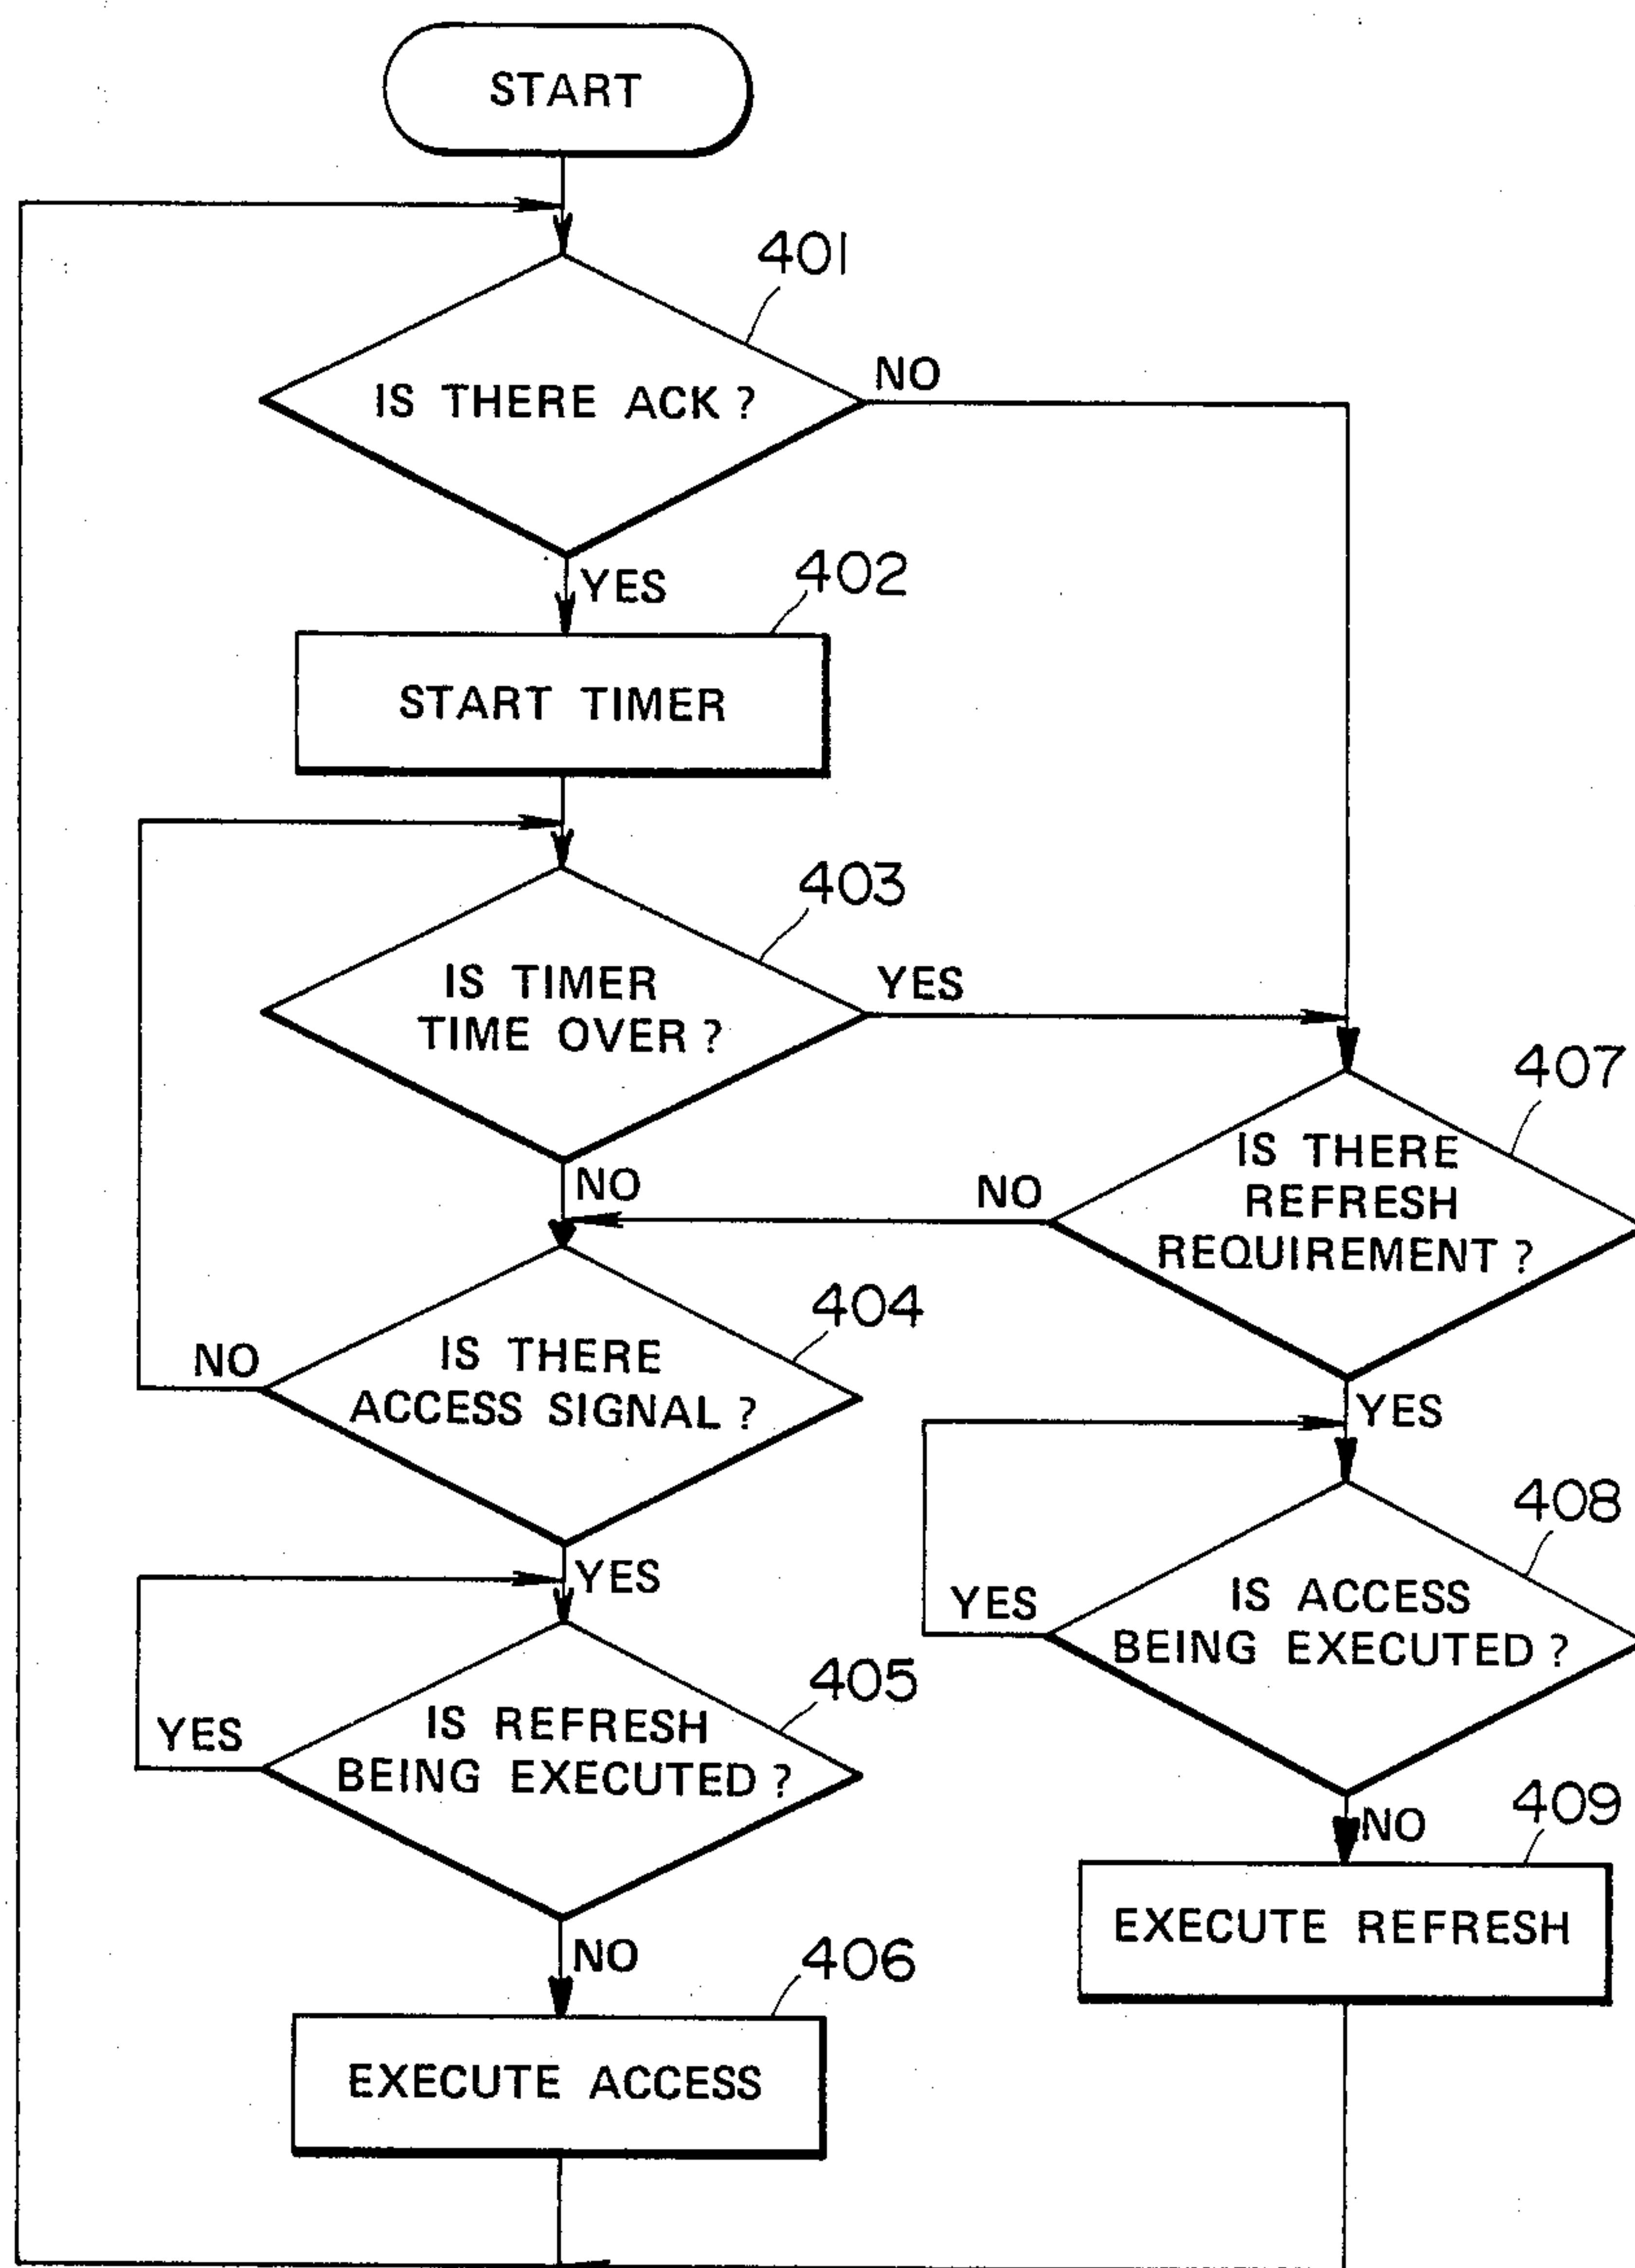 START
401
IS THERE ACK ?
NO
YES
402
START TIMER
403
IS TIMER
TIME OVER ?
YES
NO
407
IS THERE
REFRESH
REQUIREMENT ?
NO
YES
404
IS THERE
ACCESS SIGNAL ?
NO
YES
408
IS ACCESS
BEING EXECUTED ?
YES
NO
405
IS REFRESH
BEING EXECUTED ?
YES
NO
409
EXECUTE REFRESH
406
EXECUTE ACCESS